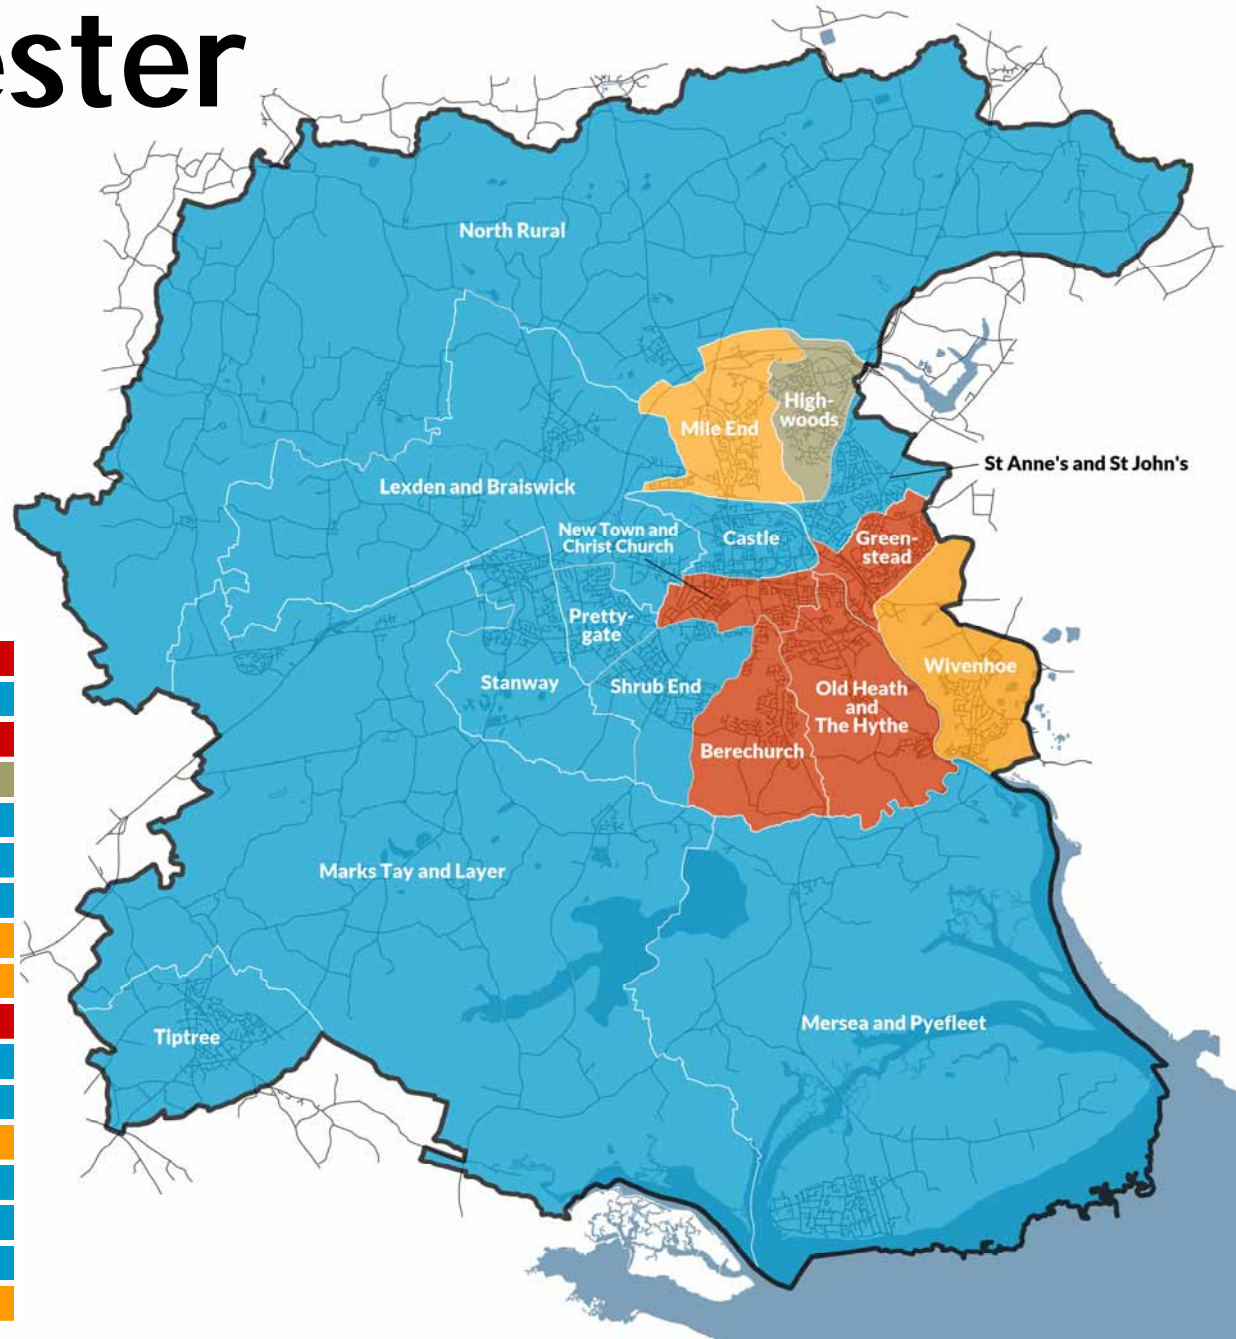 ester
North Rural
High-
woods
Mile End
St Anne's and St John's
Lexden and Braiswick
New Town and
Christ Church
Castle
Green-
stead
Pretty-
gate
Wivenhoe
Stanway
Shrub End
Old Heath
and
The Hythe
Berechurch
Marks Tay and Layer
Mersea and Pyefleet
Tiptree